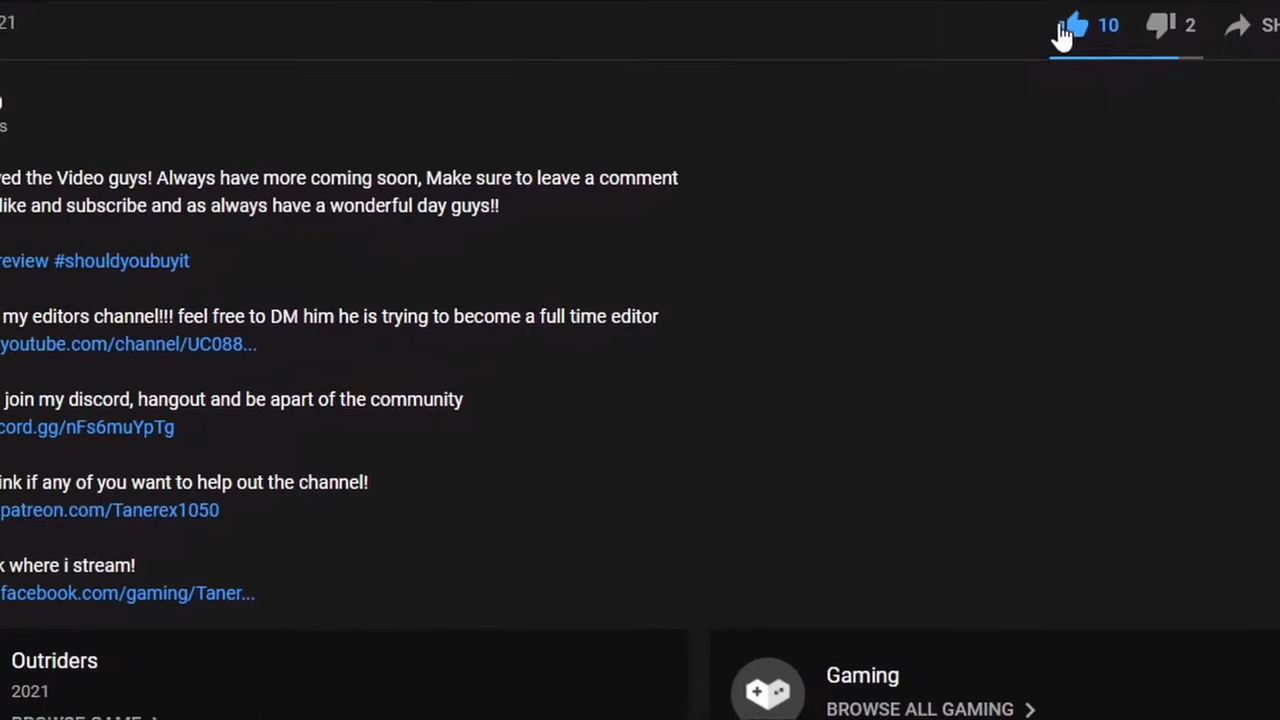 21
10
2
SH
s
ved the Video guys! Always have more coming soon, Make sure to leave a comment
like and subscribe and as always have a wonderful day guys!!
review #shouldyoubuyit
my editors channel!!! feel free to DM him he is trying to become a full time editor
youtube.com/channel/UC088...
join my discord, hangout and be apart of the community
cord.gg/nFs6muYpTg
ink if any of you want to help out the channel!
patreon.com/Tanerex1050
k where i stream!
facebook.com/gaming/Taner...
Outriders
2021
BROWSE GAME
Gaming
BROWSE ALL GAMING